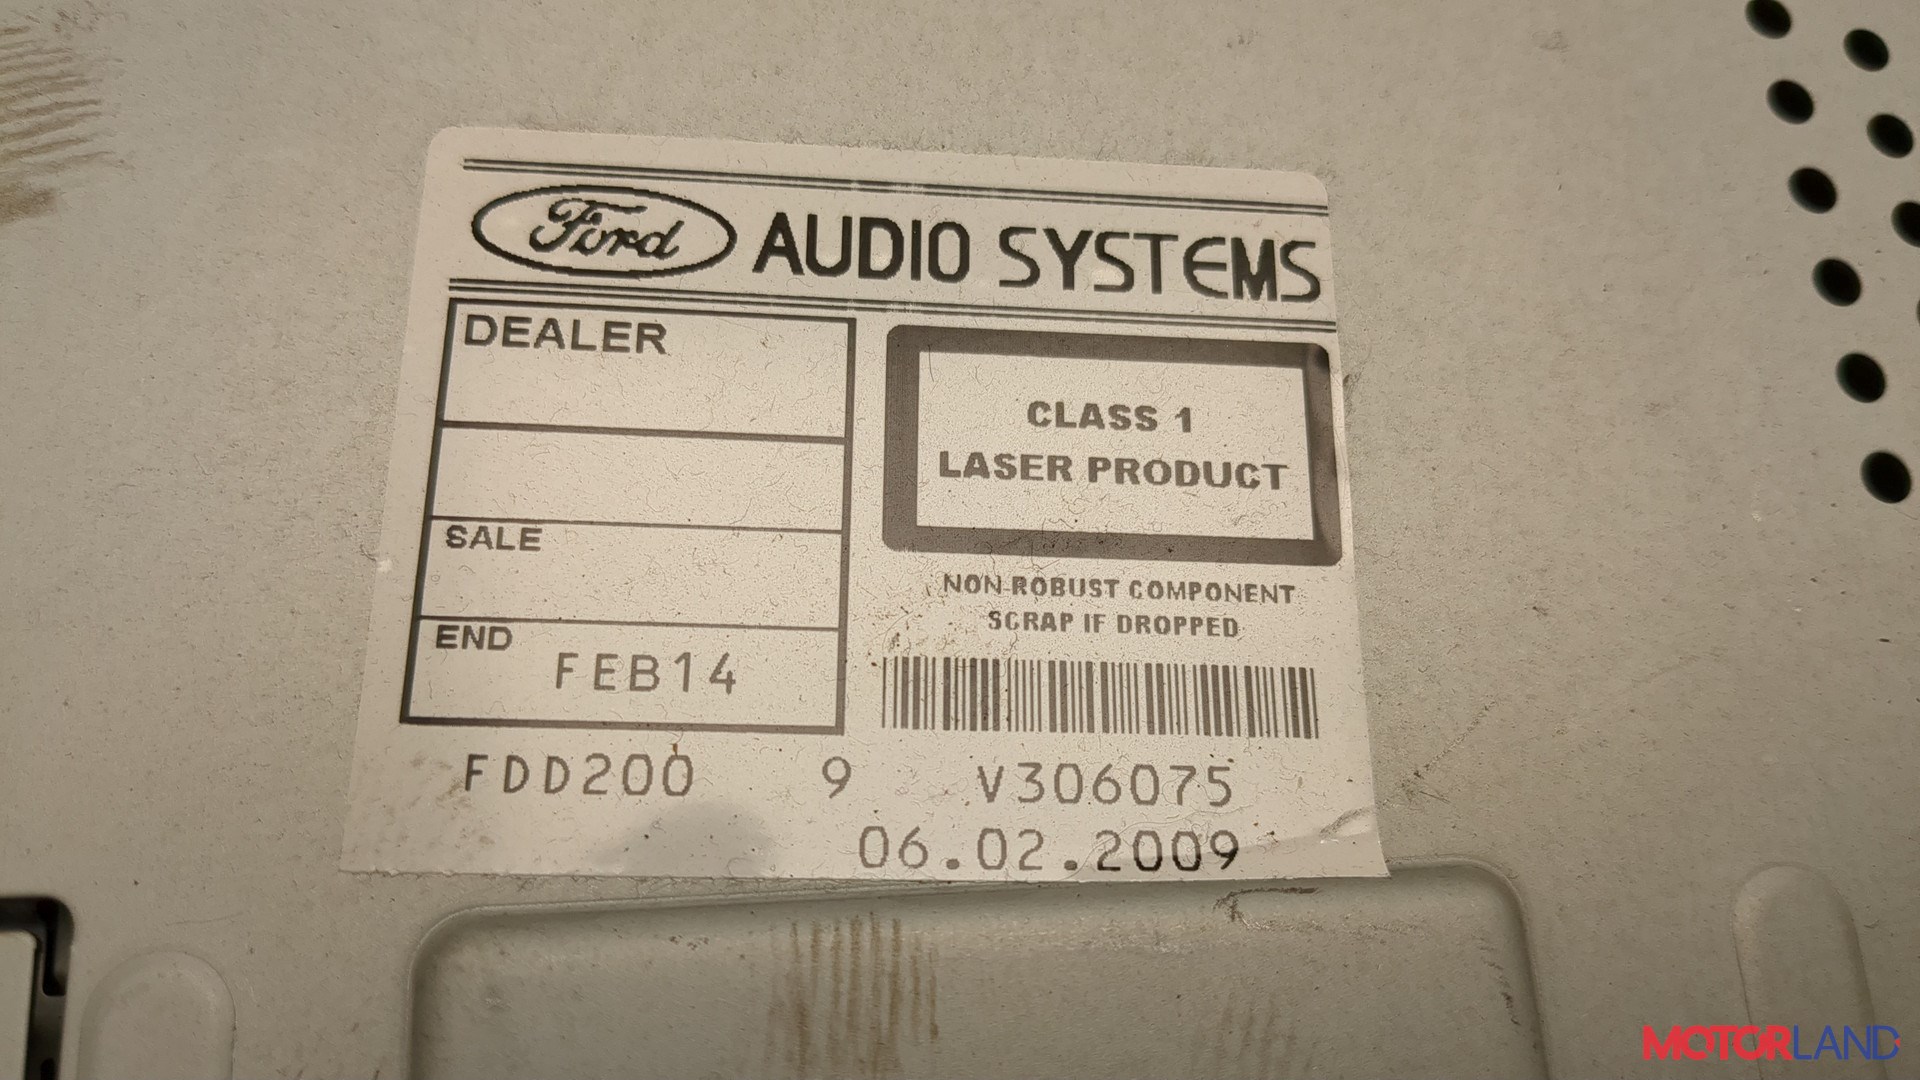 Ford AUDIO SYSTEMS
DEALER
SALE
END
FEB14
CLASS 1
LASER PRODUCT
NON-ROBUST COMPONENT
SCRAP IF DROPPED
FDD200 9 V306075
06.02.2009
MOTORLAND